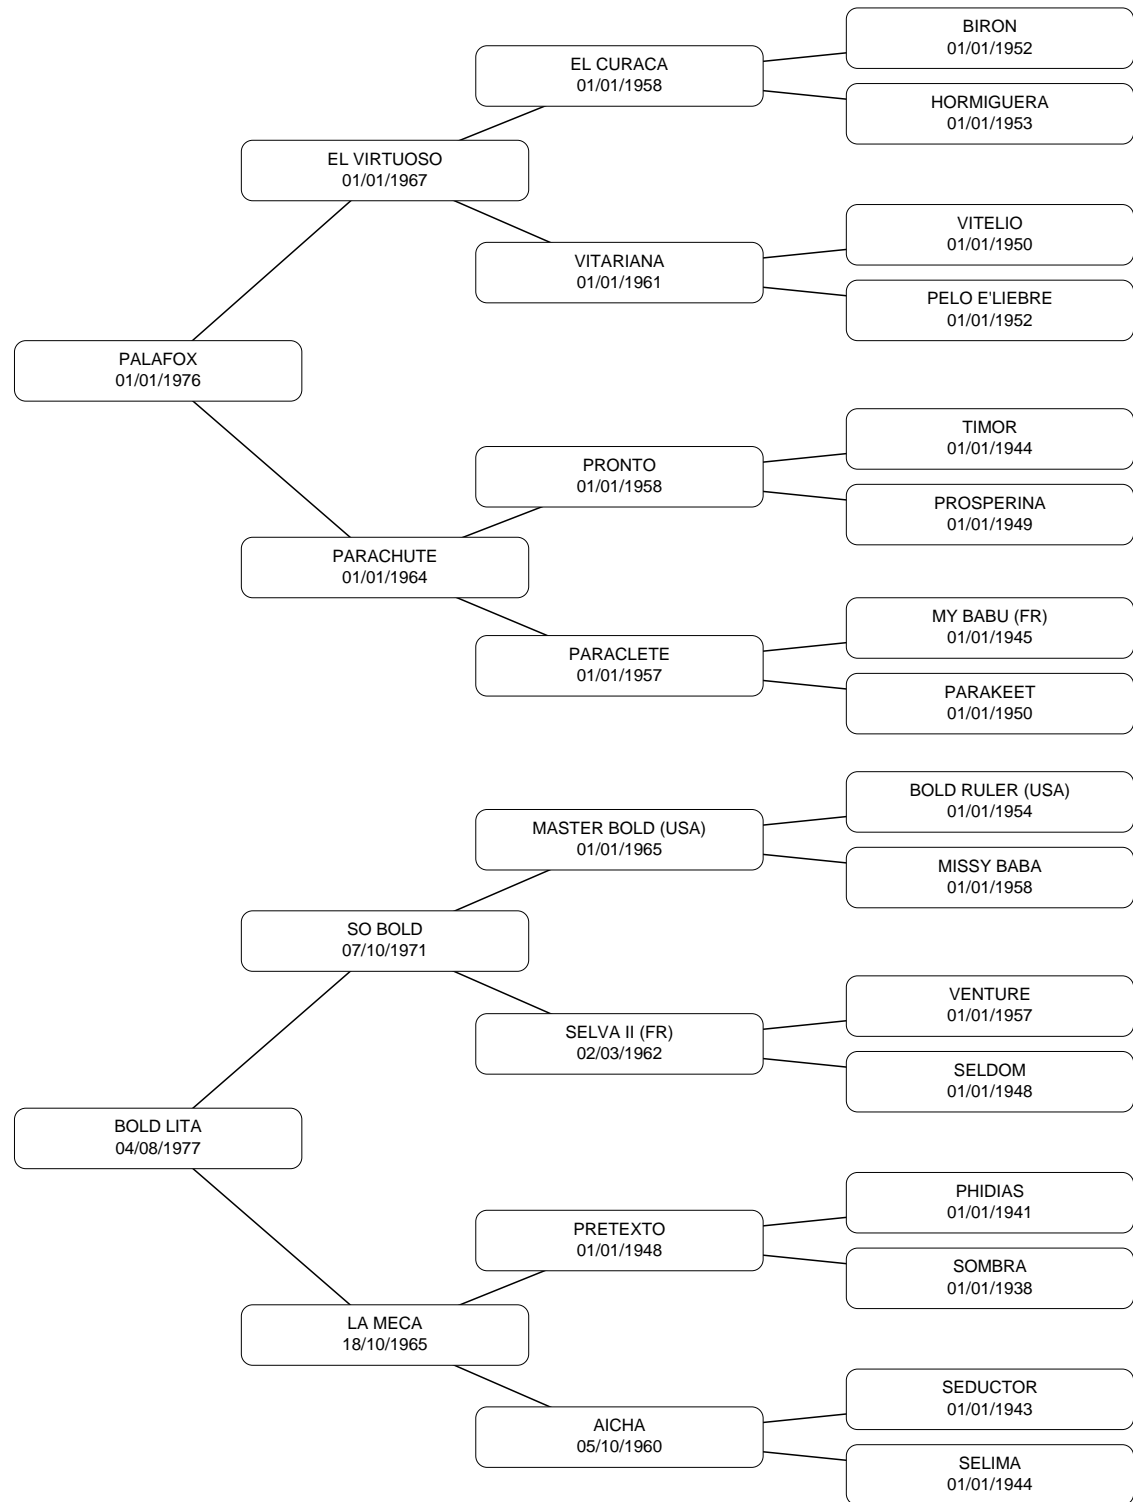 BIRON
01/01/1952
EL CURACA
01/01/1958
HORMIGUERA
01/01/1953
EL VIRTUOSO
01/01/1967
VITELIO
01/01/1950
VITARIANA
01/01/1961
PELO E'LIEBRE
01/01/1952
PALAFOX
01/01/1976
TIMOR
01/01/1944
PRONTO
01/01/1958
PROSPERINA
01/01/1949
PARACHUTE
01/01/1964
MY BABU (FR)
01/01/1945
PARACLETE
01/01/1957
PARAKEET
01/01/1950
BOLD RULER (USA)
01/01/1954
MASTER BOLD (USA)
01/01/1965
MISSY BABA
01/01/1958
SO BOLD
07/10/1971
VENTURE
01/01/1957
SELVA II (FR)
02/03/1962
SELDOM
01/01/1948
BOLD LITA
04/08/1977
PHIDIAS
01/01/1941
PRETEXTO
01/01/1948
SOMBRA
01/01/1938
LA MECA
18/10/1965
SEDUCTOR
01/01/1943
AICHA
05/10/1960
SELIMA
01/01/1944